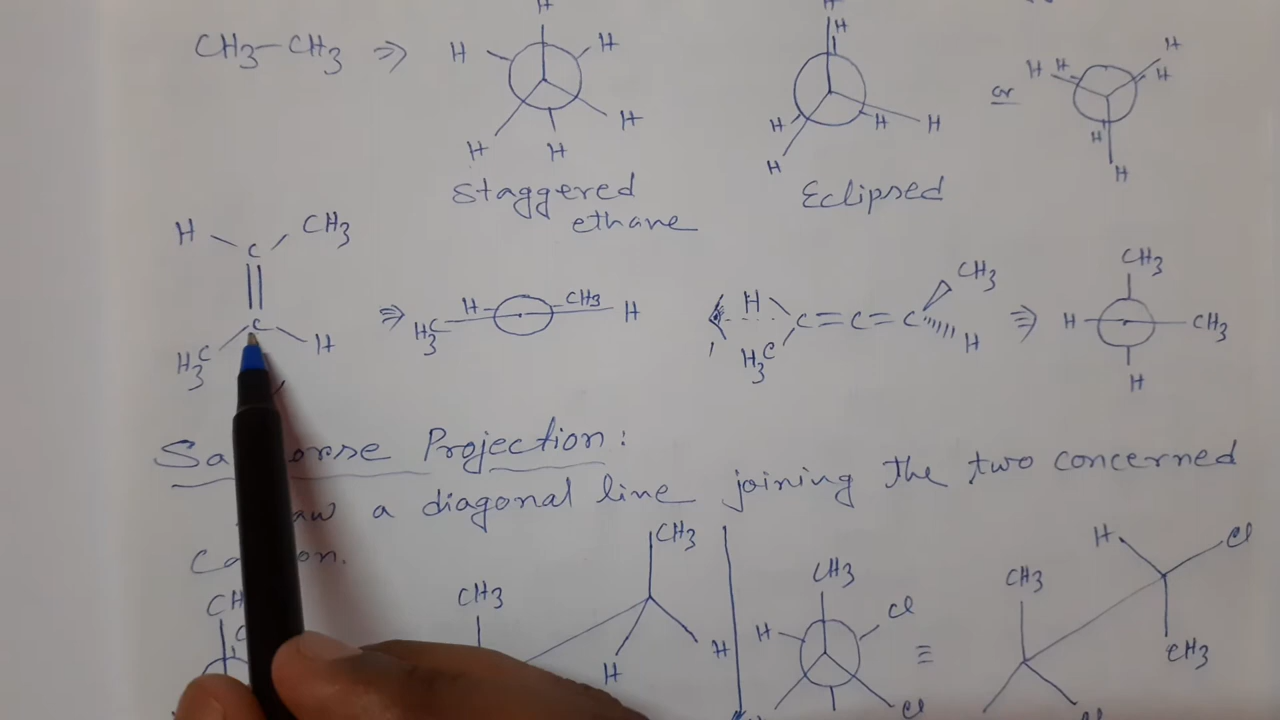 CH3-CH3 ⇒
H H H H H H
H H H H H H
or
H H H H H H
Staggered
ethane
Eclipsed
H C CH3
H3C C H
⇒
H3C H CH3 H
H H3C C=C=C CH3 H
⇒
CH3 H CH3 H
Projection:
a diagonal line joining the two concerned
CH3 CH3 H H
CH3 H Cl Cl
≡
CH3 H Cl CH3